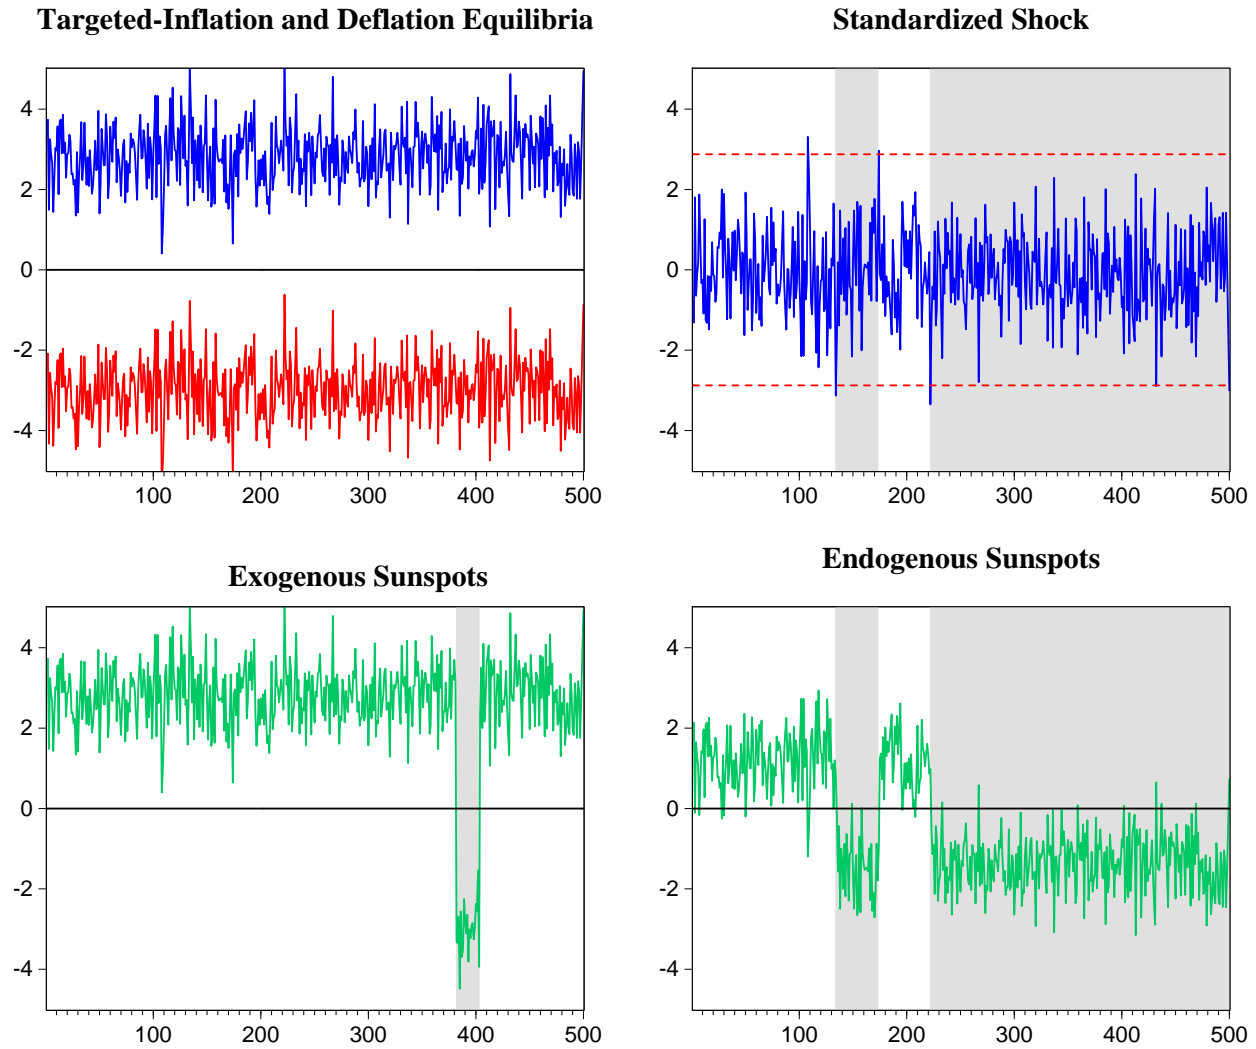 Targeted-Inflation and Deflation Equilibria
4
2
0
-2
-4
100 200 300 400 500
Standardized Shock
4
2
0
-2
-4
100 200 300 400 500
Exogenous Sunspots
4
2
0
-2
-4
100 200 300 400 500
Endogenous Sunspots
4
2
0
-2
-4
100 200 300 400 500